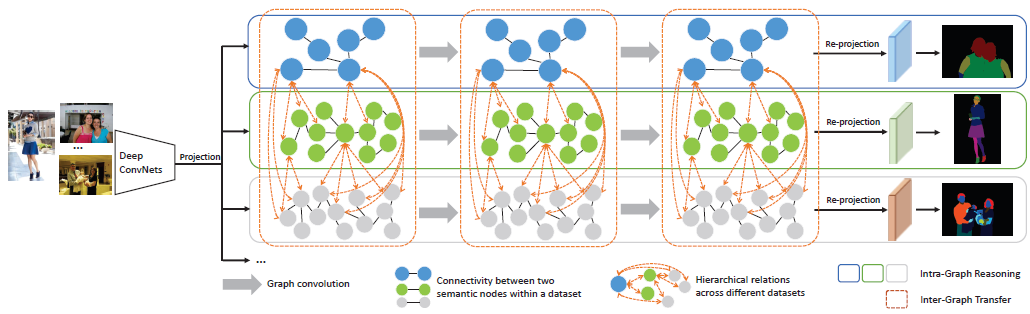 ...
Deep
ConvNets
Projection
Re-projection
Re-projection
Re-projection
...
Graph convolution
Connectivity between two
semantic nodes within a dataset
Hierarchical relations
across different datasets
Intra-Graph Reasoning
Inter-Graph Transfer